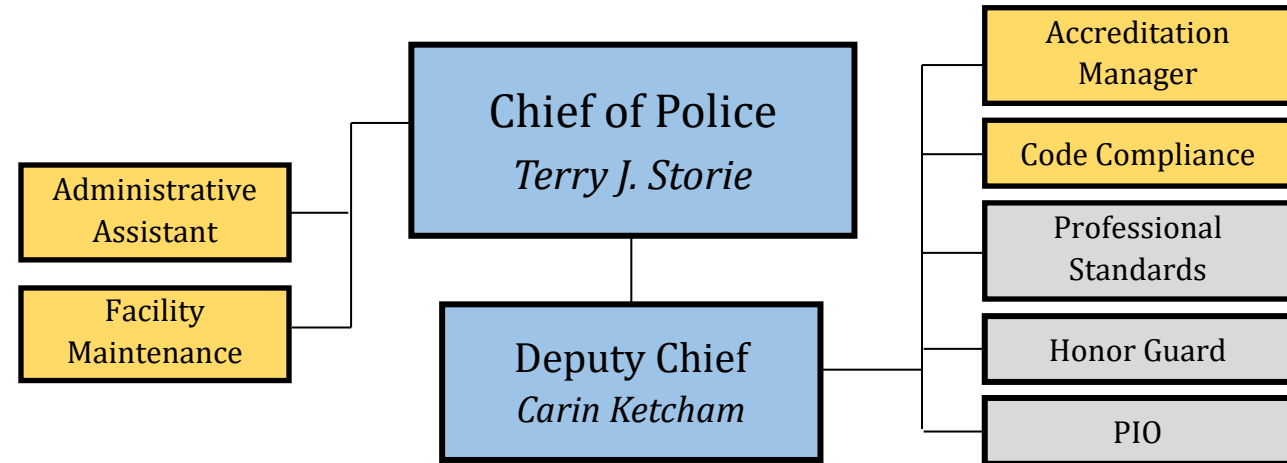 Chief of Police
Terry J. Storie
Administrative
Assistant
Facility
Maintenance
Deputy Chief
Carin Ketcham
Accreditation
Manager
Code Compliance
Professional
Standards
Honor Guard
PIO